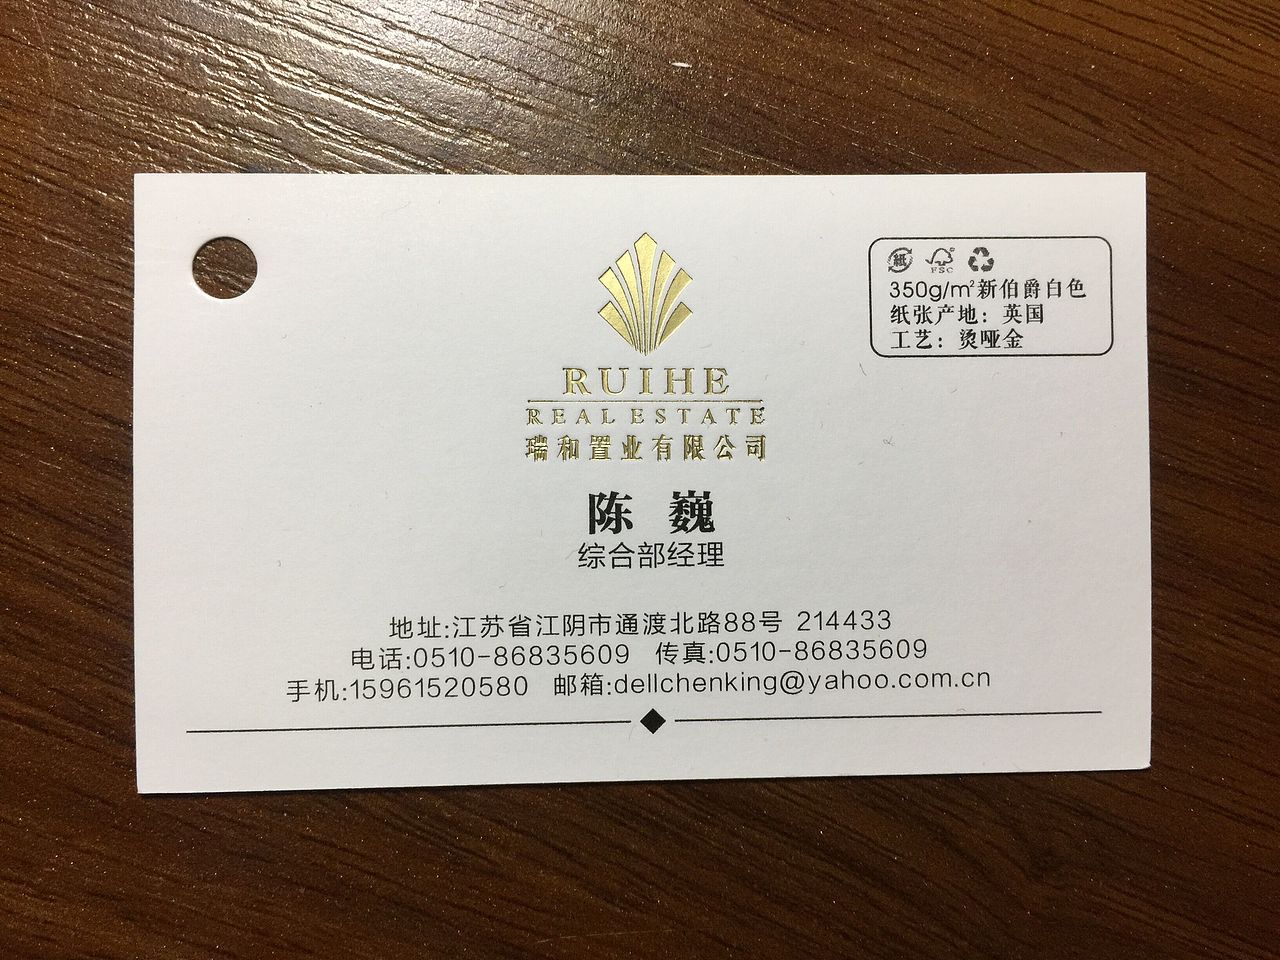 RUIHE
REAL ESTATE
瑞和置业有限公司
紙
FSC
350g/m²新伯爵白色
纸张产地：英国
工艺：烫哑金
陈 巍
综合部经理
地址:江苏省江阴市通渡北路88号 214433
电话:0510-86835609 传真:0510-86835609
手机:15961520580 邮箱:dellchenking@yahoo.com.cn